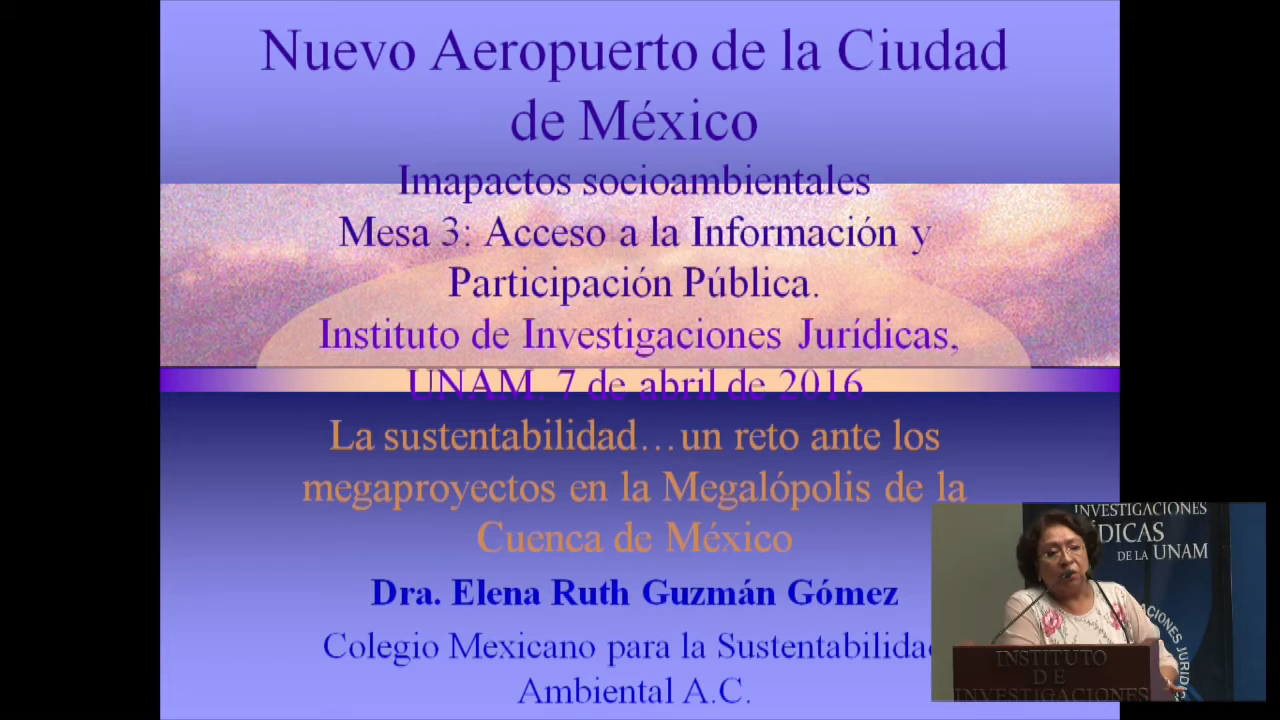 Nuevo Aeropuerto de la Ciudad
de México
Imapactos socioambientales
Mesa 3: Acceso a la Información y
Participación Pública.
Instituto de Investigaciones Jurídicas,
UNAM. 7 de abril de 2016
La sustentabilidad…un reto ante los
megaproyectos en la Megalópolis de la
Cuenca de México
Dra. Elena Ruth Guzmán Gómez
Colegio Mexicano para la Sustentabilidad
Ambiental A.C.
INVESTIGACIONES
ÍDICAS
DE LA UNAM
ACIONES JURÍDIC
INSTITUTO
DE
INVESTIGACIONES